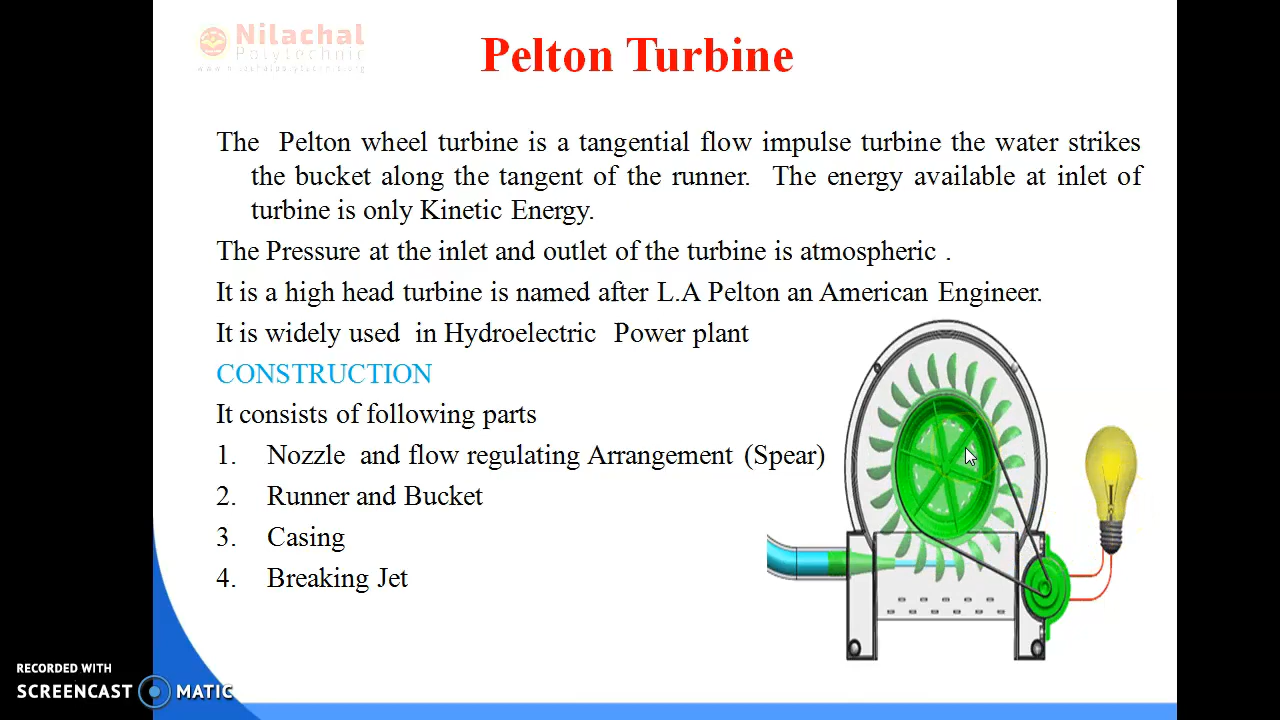 Nilachal
Polytechnic
Pelton Turbine
The Pelton wheel turbine is a tangential flow impulse turbine the water strikes
the bucket along the tangent of the runner. The energy available at inlet of
turbine is only Kinetic Energy.
The Pressure at the inlet and outlet of the turbine is atmospheric .
It is a high head turbine is named after L.A Pelton an American Engineer.
It is widely used in Hydroelectric Power plant
CONSTRUCTION
It consists of following parts
1. Nozzle and flow regulating Arrangement (Spear)
2. Runner and Bucket
3. Casing
4. Breaking Jet
RECORDED WITH
SCREENCAST MATIC